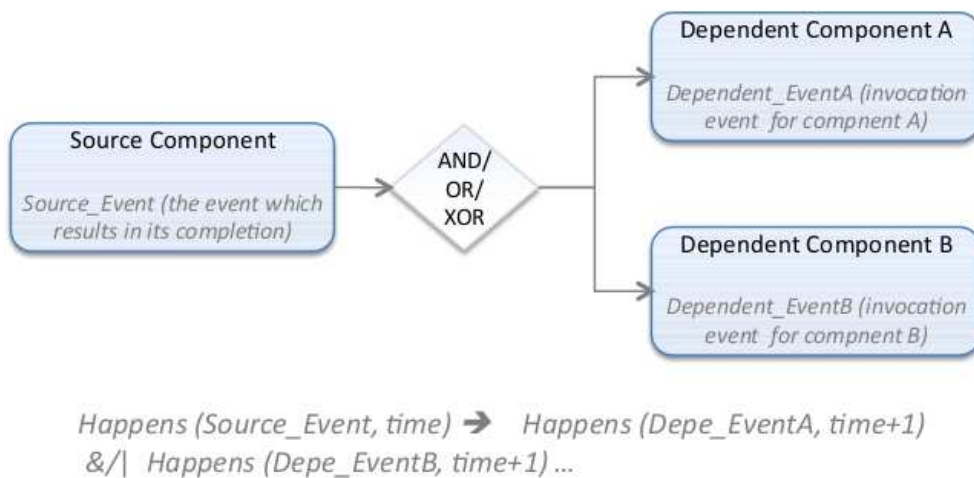 Source Component
Source_Event (the event which
results in its completion)
AND/
OR/
XOR
Dependent Component A
Dependent_EventA (invocation
event for compnent A)
Dependent Component B
Dependent_EventB (invocation
event for compnent B)
Happens (Source_Event, time) ➔ Happens (Depe_EventA, time+1)
&/| Happens (Depe_EventB, time+1) ...